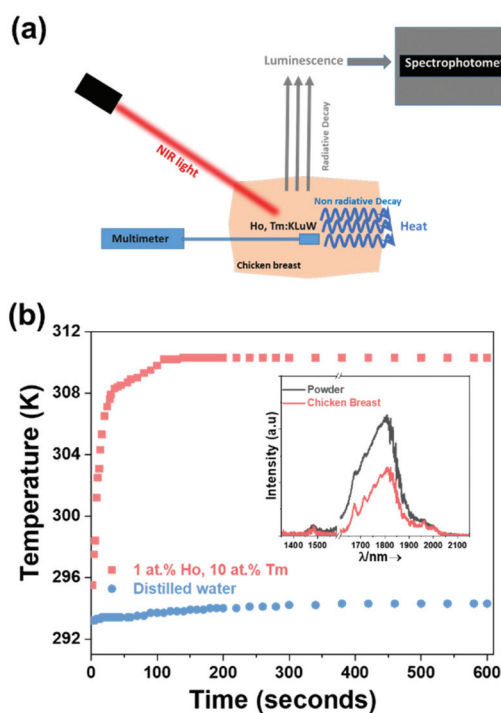 (a)
Luminescence
Spectrophotomet
NIR light
Radiative Decay
Non radiative Decay
Ho, Tm:KLuW
Multimeter
Heat
Chicken breast
(b)
312
308
304
300
296
292
Temperature (K)
Powder
Chicken Breast
Intensity (a.u)
1400 1500 1700 1800 1900 2000 2100
λ/nm→
1 at.% Ho, 10 at.% Tm
Distilled water
0 100 200 300 400 500 600
Time (seconds)